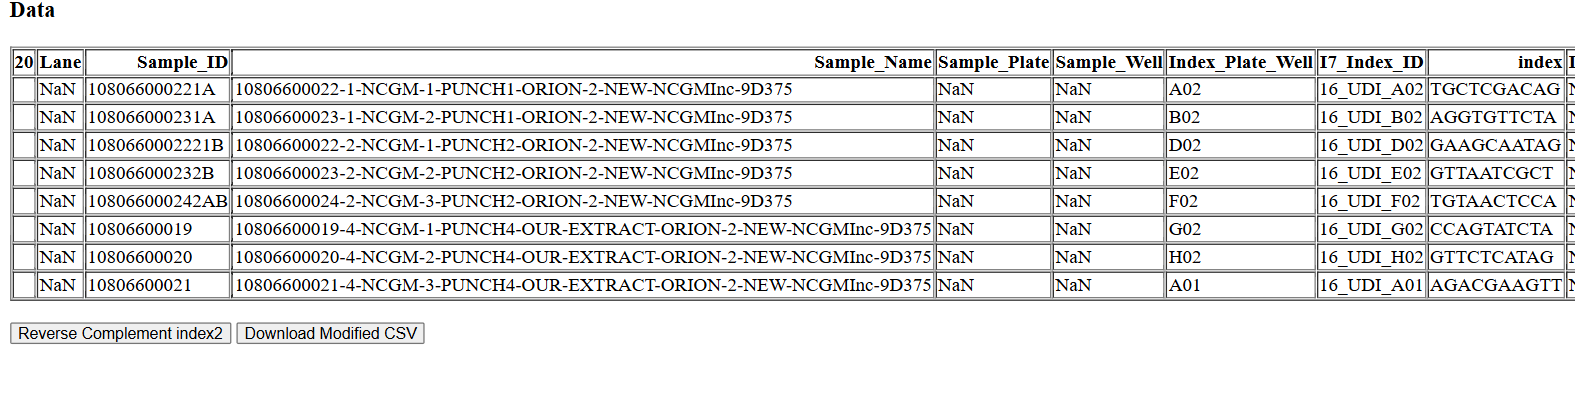 Data
20 Lane Sample_ID Sample_Name Sample_Plate Sample_Well Index_Plate_Well I7_Index_ID index
NaN 108066000221A 10806600022-1-NCGM-1-PUNCH1-ORION-2-NEW-NCGMInc-9D375 NaN NaN A02 16_UDI_A02 TGCTCGACAG
NaN 108066000231A 10806600023-1-NCGM-2-PUNCH1-ORION-2-NEW-NCGMInc-9D375 NaN NaN B02 16_UDI_B02 AGGTGTTCTA
NaN 1080660002221B 10806600022-2-NCGM-1-PUNCH2-ORION-2-NEW-NCGMInc-9D375 NaN NaN D02 16_UDI_D02 GAAGCAATAG
NaN 108066000232B 10806600023-2-NCGM-2-PUNCH2-ORION-2-NEW-NCGMInc-9D375 NaN NaN E02 16_UDI_E02 GTTAATCGCT
NaN 108066000242AB 10806600024-2-NCGM-3-PUNCH2-ORION-2-NEW-NCGMInc-9D375 NaN NaN F02 16_UDI_F02 TGTAACTCCA
NaN 10806600019 10806600019-4-NCGM-1-PUNCH4-OUR-EXTRACT-ORION-2-NEW-NCGMInc-9D375 NaN NaN G02 16_UDI_G02 CCAGTATCTA
NaN 10806600020 10806600020-4-NCGM-2-PUNCH4-OUR-EXTRACT-ORION-2-NEW-NCGMInc-9D375 NaN NaN H02 16_UDI_H02 GTTCTCATAG
NaN 10806600021 10806600021-4-NCGM-3-PUNCH4-OUR-EXTRACT-ORION-2-NEW-NCGMInc-9D375 NaN NaN A01 16_UDI_A01 AGACGAAGTT
Reverse Complement index2 Download Modified CSV